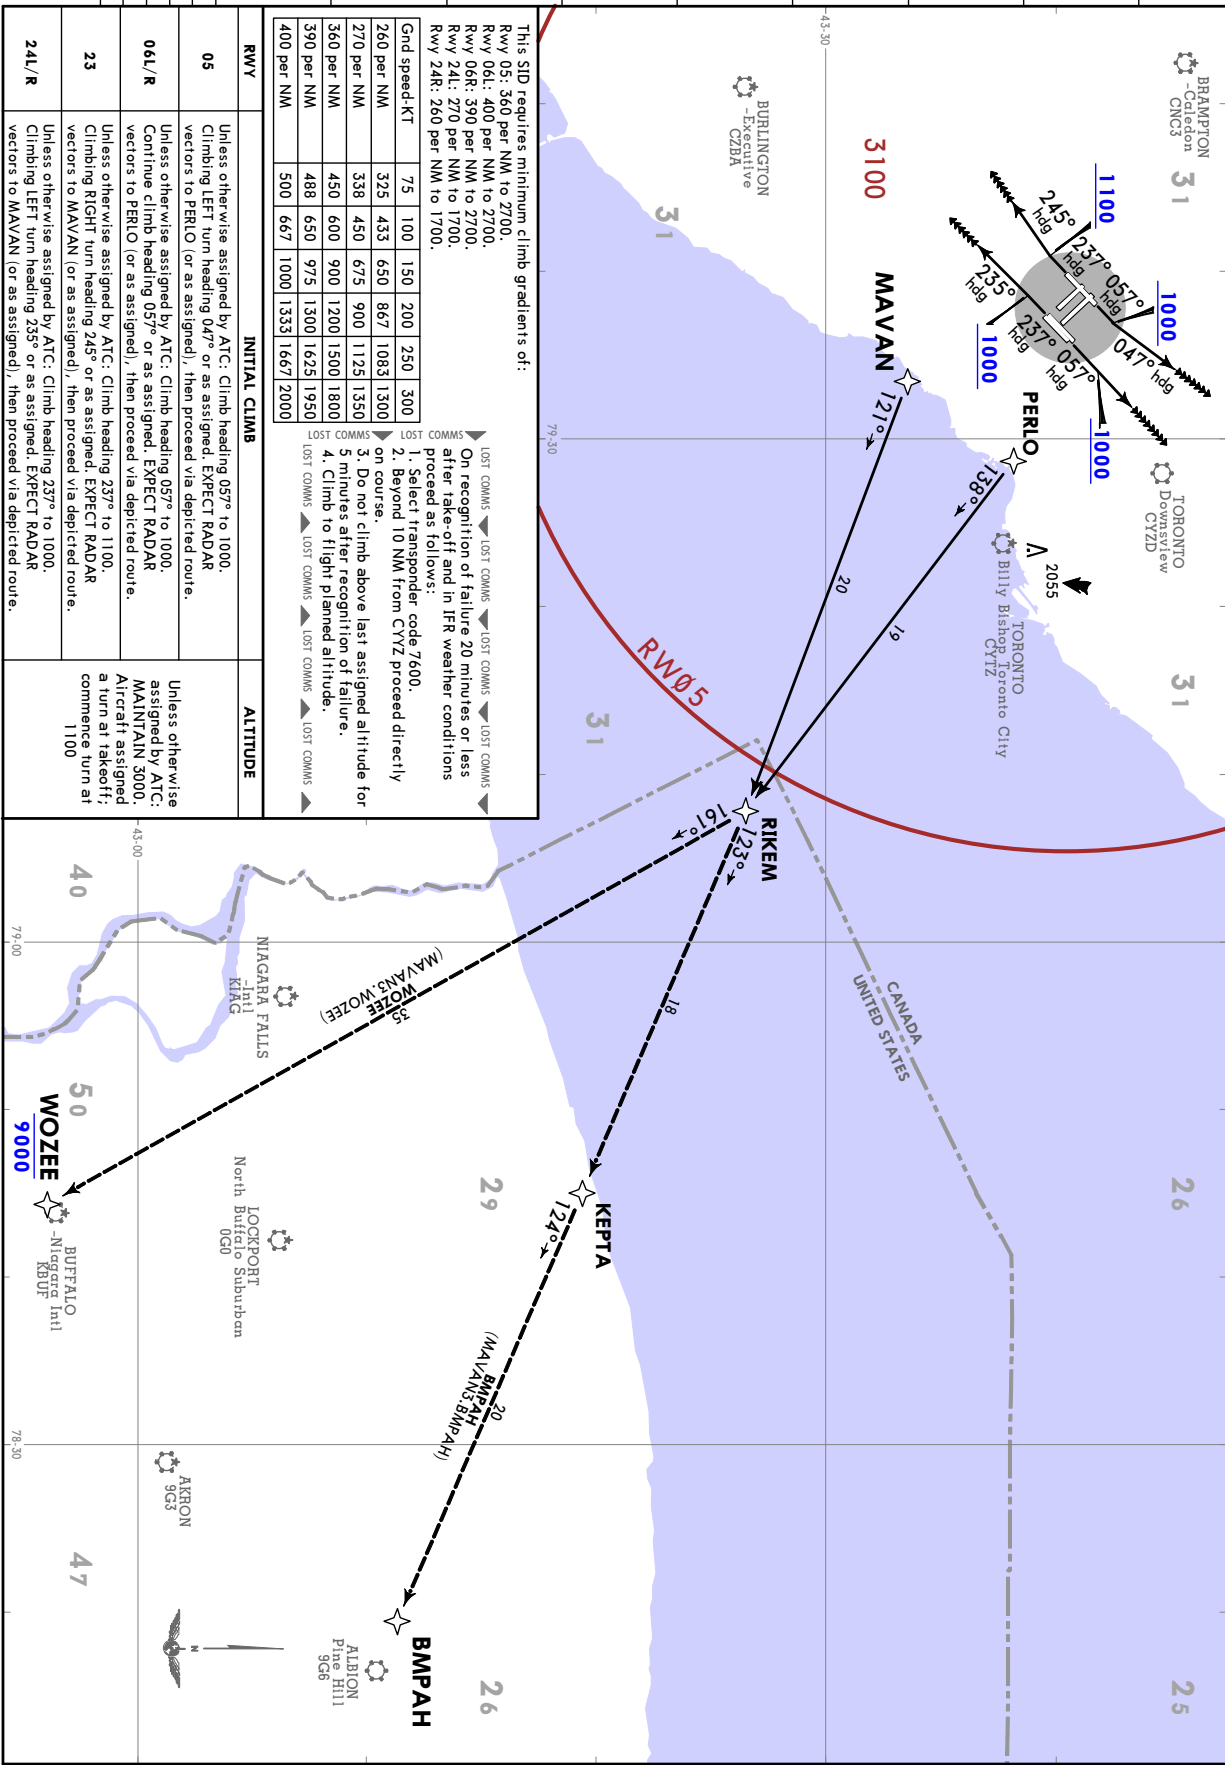 BRAMPTON
-Caledon
CNC3
31
31
26
25
43-30
BURLINGTON
-Executive
CZBA
3100
31
1100
245°
hdg
237°
hdg
057°
hdg
1000
047° hdg
235°
hdg
237°
hdg
057°
hdg
1000
1000
TORONTO
Downsview
CYZD
2055
TORONTO
Billy Bishop Toronto City
CYTZ
MAVAN
121°
20
PERLO
138°
19
79-30
RWØ5
31
RIKEM
161°
123°
CANADA
UNITED STATES
18
KEPTA
124°
20
BMPAH
(MAVAN3.BMPAH)
BMPAH
35
WOZEE
(MAVAN3.WOZEE)
WOZEE
9000
29
26
40
50
47
43-00
79-00
78-30
NIAGARA FALLS
-Intl
KIAG
LOCKPORT
North Buffalo Suburban
0G0
BUFFALO
-Niagara Intl
KBUF
AKRON
9G3
ALBION
Pine Hill
9G6
N
This SID requires minimum climb gradients of:
Rwy 05: 360 per NM to 2700.
Rwy 06L: 400 per NM to 2700.
Rwy 06R: 390 per NM to 2700.
Rwy 24L: 270 per NM to 1700.
Rwy 24R: 260 per NM to 1700.
Gnd speed-KT 75 100 150 200 250 300
260 per NM 325 433 650 867 1083 1300
270 per NM 338 450 675 900 1125 1350
360 per NM 450 600 900 1200 1500 1800
390 per NM 488 650 975 1300 1625 1950
400 per NM 500 667 1000 1333 1667 2000
LOST COMMS LOST COMMS LOST COMMS LOST COMMS
On recognition of failure 20 minutes or less
after take-off and in IFR weather conditions
proceed as follows:
1. Select transponder code 7600.
2. Beyond 10 NM from CYYZ proceed directly
on course.
3. Do not climb above last assigned altitude for
5 minutes after recognition of failure.
4. Climb to flight planned altitude.
LOST COMMS LOST COMMS
LOST COMMS LOST COMMS LOST COMMS LOST COMMS
RWY INITIAL CLIMB ALTITUDE
05
Unless otherwise assigned by ATC: Climb heading 057° to 1000.
Climbing LEFT turn heading 047° or as assigned. EXPECT RADAR
vectors to PERLO (or as assigned), then proceed via depicted route.
06L/R
Unless otherwise assigned by ATC: Climb heading 057° to 1000.
Continue climb heading 057° or as assigned. EXPECT RADAR
vectors to PERLO (or as assigned), then proceed via depicted route.
23
Unless otherwise assigned by ATC: Climb heading 237° to 1100.
Climbing RIGHT turn heading 245° or as assigned. EXPECT RADAR
vectors to MAVAN (or as assigned), then proceed via depicted route.
24L/R
Unless otherwise assigned by ATC: Climb heading 237° to 1000.
Climbing LEFT turn heading 235° or as assigned. EXPECT RADAR
vectors to MAVAN (or as assigned), then proceed via depicted route.
Unless otherwise
assigned by ATC:
MAINTAIN 3000.
Aircraft assigned
a turn at takeoff;
commence turn at
1100